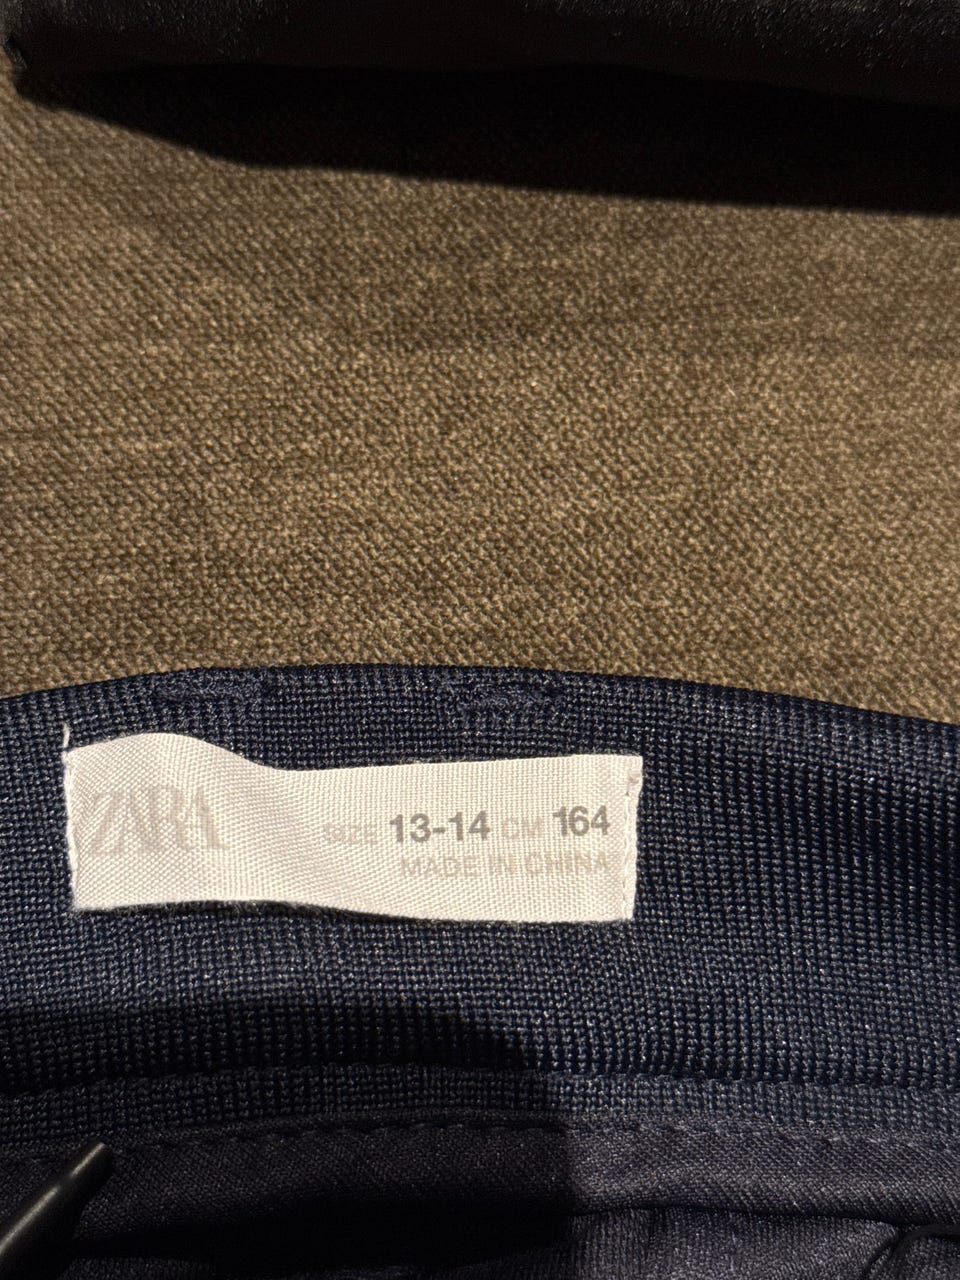 ZARA
SIZE 13-14 CM 164
MADE IN CHINA